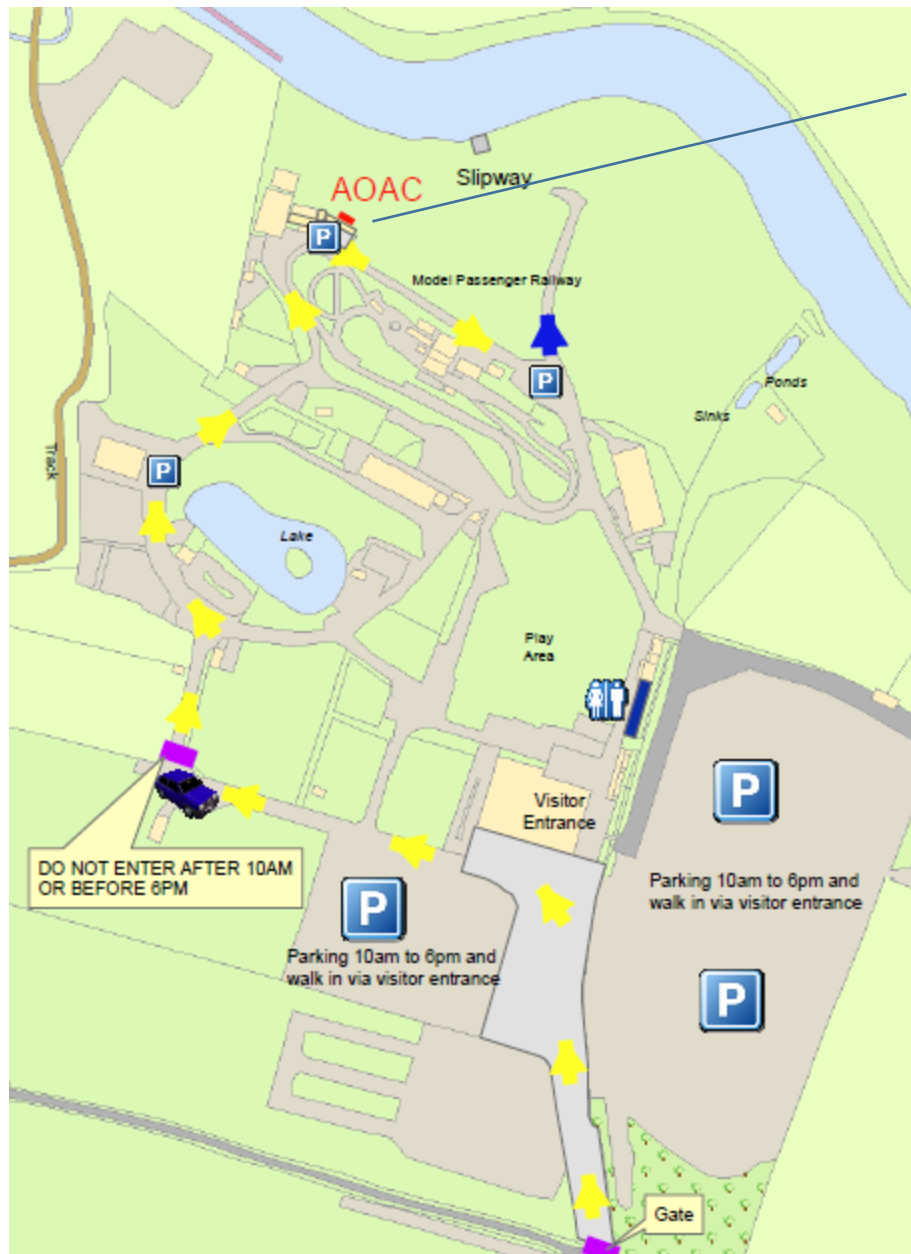 Slipway
AOAC
P
Model Passenger Railway
P
Ponds
Sinks
Track
P
Lake
Play
Area
DO NOT ENTER AFTER 10AM
OR BEFORE 6PM
Visitor
Entrance
P
Parking 10am to 6pm and
walk in via visitor entrance
P
Parking 10am to 6pm and
walk in via visitor entrance
P
Gate